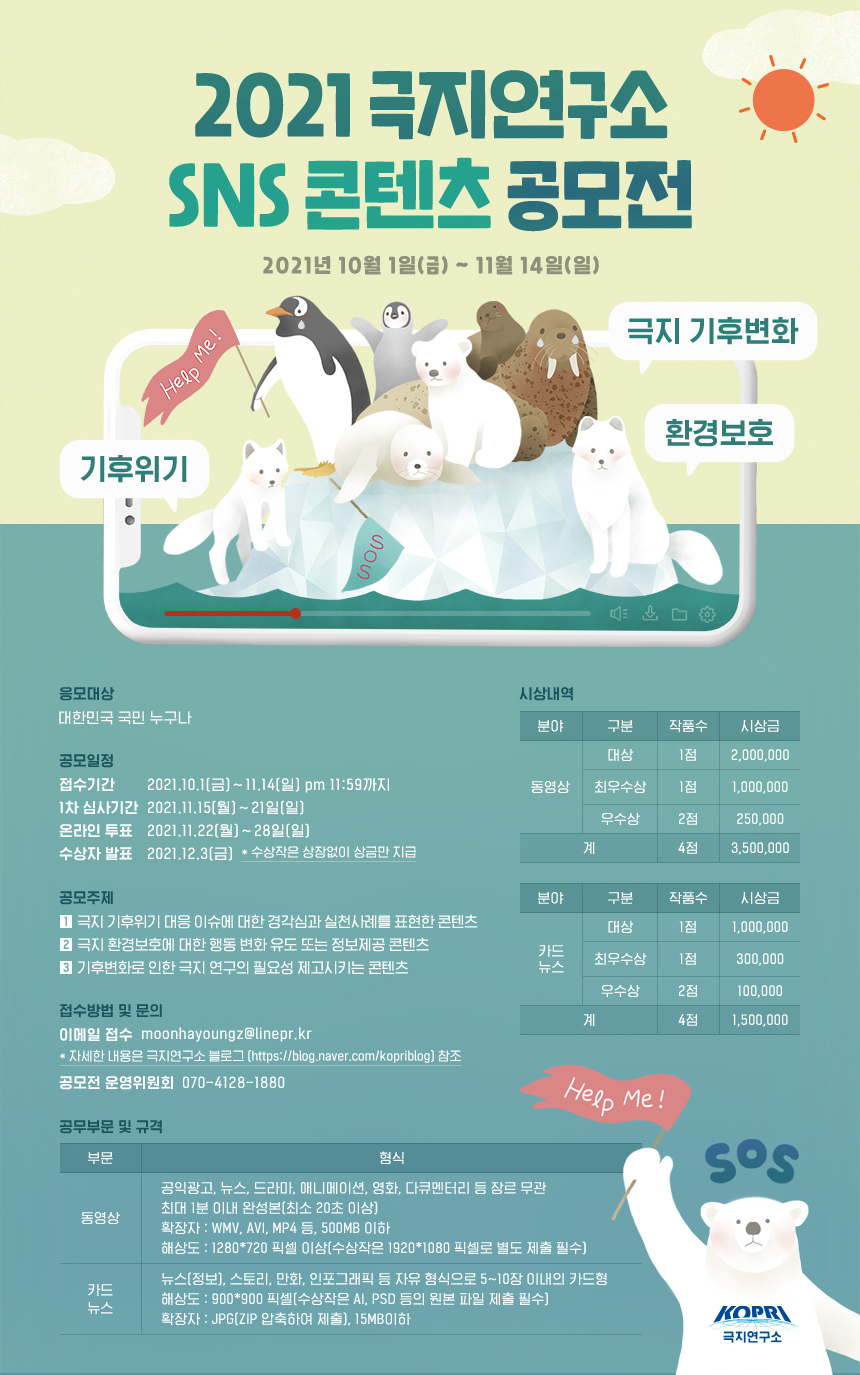 2021 극지연구소
SNS 콘텐츠 공모전
2021년 10월 1일(금) ~ 11월 14일(일)
Help Me!
극지 기후변화
환경보호
기후위기
SOS
응모대상
대한민국 국민 누구나
공모일정
접수기간 2021.10.1(금) ~ 11.14(일) pm 11:59까지
1차 심사기간 2021.11.15(월) ~ 21일(일)
온라인 투표 2021.11.22(월) ~ 28일(일)
수상자 발표 2021.12.3(금) * 수상작은 상장없이 상금만 지급
공모주제
1 극지 기후위기 대응 이슈에 대한 경각심과 실천사례를 표현한 콘텐츠
2 극지 환경보호에 대한 행동 변화 유도 또는 정보제공 콘텐츠
3 기후변화로 인한 극지 연구의 필요성 제고시키는 콘텐츠
접수방법 및 문의
이메일 접수 moonhayoungz@linepr.kr
* 자세한 내용은 극지연구소 블로그 (https://blog.naver.com/kopriblog) 참조
공모전 운영위원회 070-4128-1880
시상내역
분야 구분 작품수 시상금
대상 1점 2,000,000
동영상 최우수상 1점 1,000,000
우수상 2점 250,000
계 4점 3,500,000
분야 구분 작품수 시상금
대상 1점 1,000,000
카드
뉴스 최우수상 1점 300,000
우수상 2점 100,000
계 4점 1,500,000
공무부문 및 규격
부문 형식
동영상
공익광고, 뉴스, 드라마, 애니메이션, 영화, 다큐멘터리 등 장르 무관
최대 1분 이내 완성본(최소 20초 이상)
확장자 : WMV, AVI, MP4 등, 500MB 이하
해상도 : 1280*720 픽셀 이상(수상작은 1920*1080 픽셀로 별도 제출 필수)
카드
뉴스
뉴스(정보), 스토리, 만화, 인포그래픽 등 자유 형식으로 5~10장 이내의 카드형
해상도 : 900*900 픽셀(수상작은 AI, PSD 등의 원본 파일 제출 필수)
확장자 : JPG(ZIP 압축하여 제출), 15MB이하
Help Me!
SOS
KOPRI
극지연구소